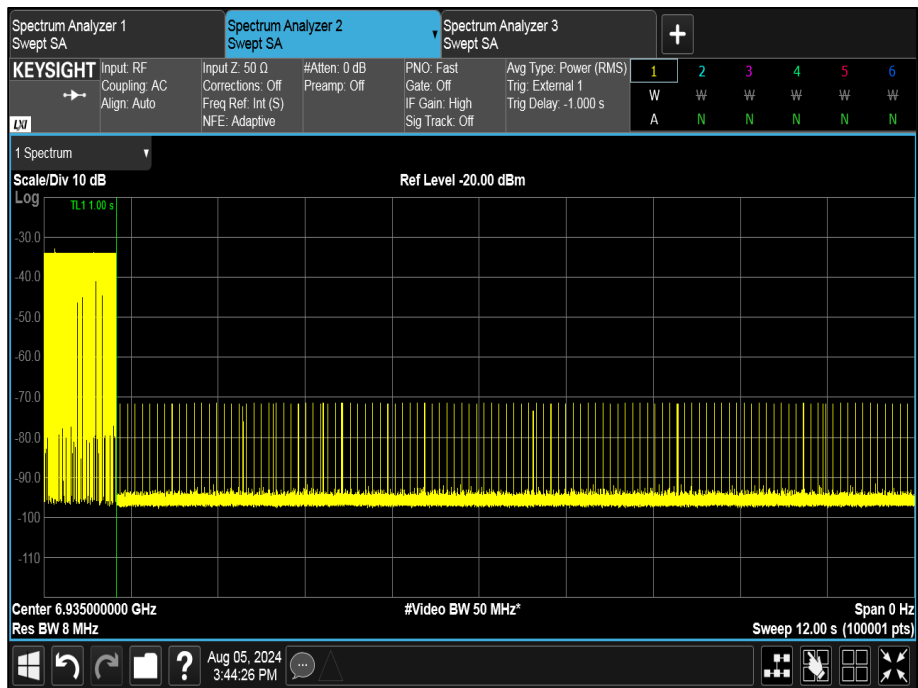 Spectrum Analyzer 1
Swept SA
Spectrum Analyzer 2
Swept SA
Spectrum Analyzer 3
Swept SA
+
KEYSIGHT
LXI
Input: RF
Coupling: AC
Align: Auto
Input Z: 50 Ω
Corrections: Off
Freq Ref: Int (S)
NFE: Adaptive
#Atten: 0 dB
Preamp: Off
PNO: Fast
Gate: Off
IF Gain: High
Sig Track: Off
Avg Type: Power (RMS)
Trig: External 1
Trig Delay: -1.000 s
1 2 3 4 5 6
W W W W W W
A N N N N N
1 Spectrum
Scale/Div 10 dB
Ref Level -20.00 dBm
Log
TL1 1.00 s
-30.0
-40.0
-50.0
-60.0
-70.0
-80.0
-90.0
-100
-110
Center 6.935000000 GHz
#Video BW 50 MHz*
Span 0 Hz
Res BW 8 MHz
Sweep 12.00 s (100001 pts)
?
Aug 05, 2024
3:44:26 PM